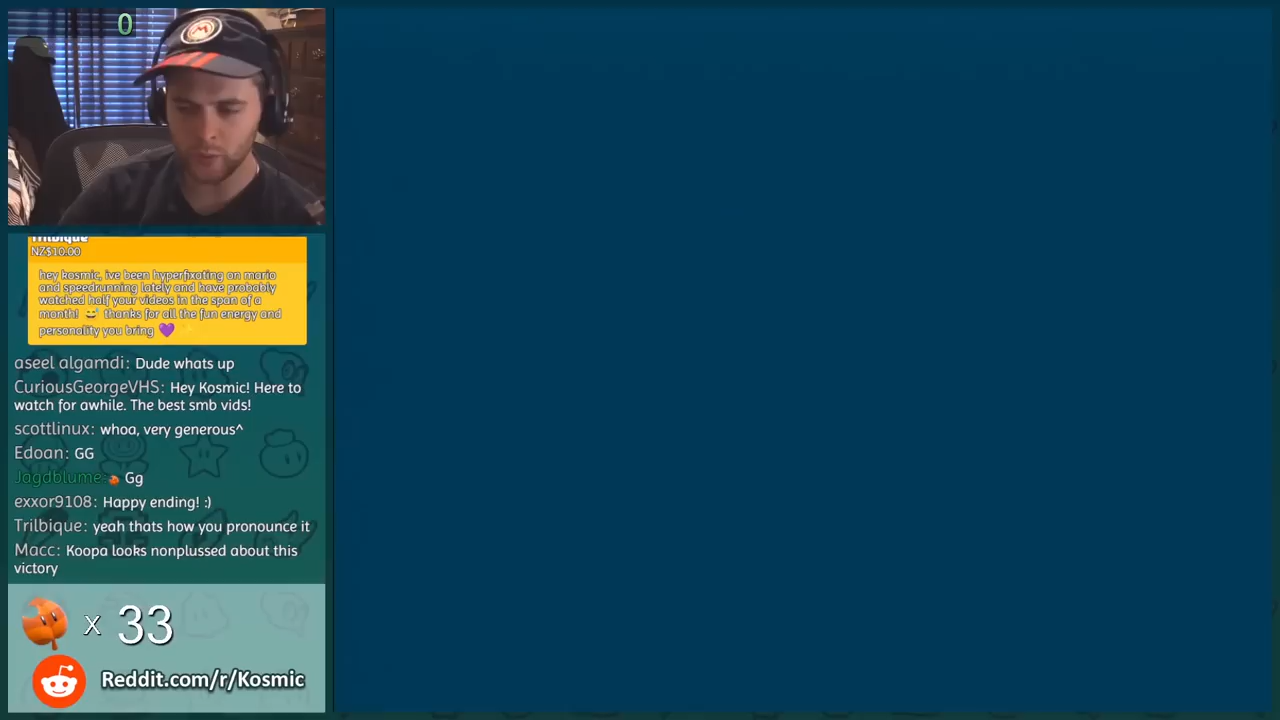 0
Trilbique
NZ$10.00
hey kosmic, ive been hyperfixating on mario
and speedrunning lately and have probably
watched half your videos in the span of a
month! 😅 thanks for all the fun energy and
personality you bring 💜
aseel algamdi: Dude whats up
CuriousGeorgeVHS: Hey Kosmic! Here to
watch for awhile. The best smb vids!
scottlinux: whoa, very generous^
Edoan: GG
Jagdblume: Gg
exxor9108: Happy ending! :)
Trilbique: yeah thats how you pronounce it
Macc: Koopa looks nonplussed about this
victory
x 33
Reddit.com/r/Kosmic